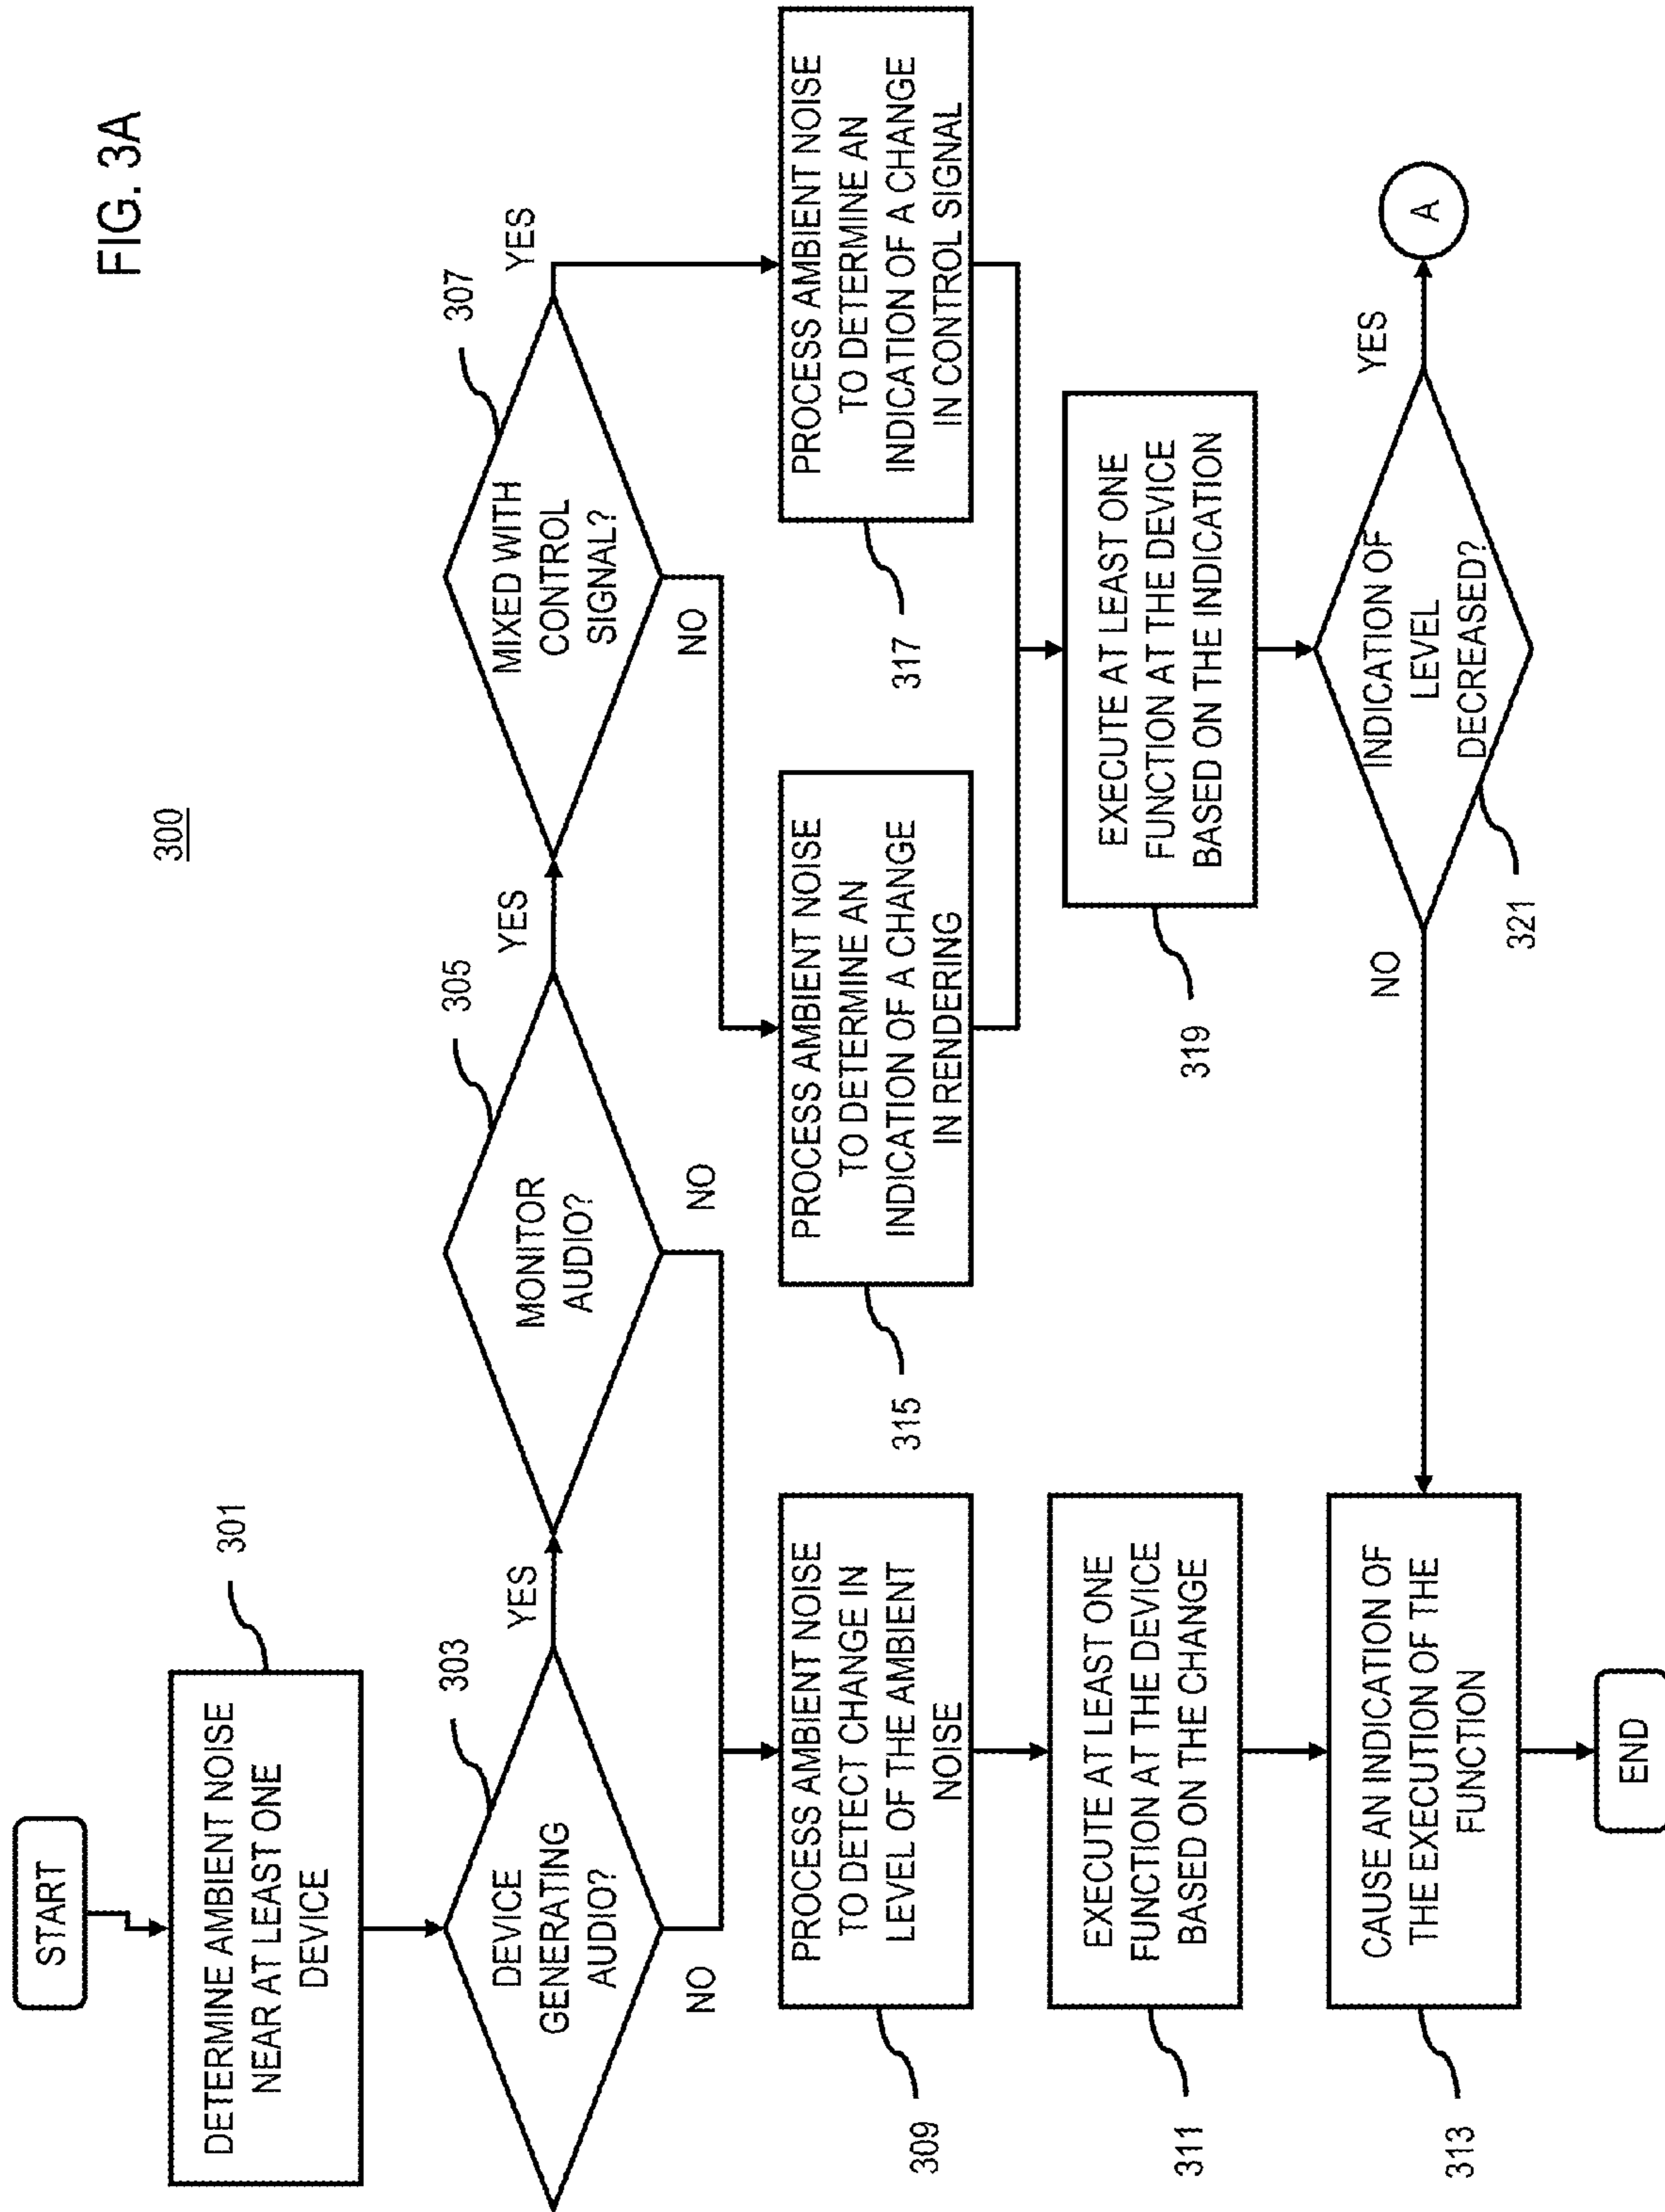 FIG. 3A
300
START
DETERMINE AMBIENT NOISE
NEAR AT LEAST ONE
DEVICE
301
DEVICE
GENERATING
AUDIO?
303
YES
NO
MONITOR
AUDIO?
305
YES
NO
MIXED WITH
CONTROL
SIGNAL?
307
YES
NO
PROCESS AMBIENT NOISE
TO DETECT CHANGE IN
LEVEL OF THE AMBIENT
NOISE
309
PROCESS AMBIENT NOISE
TO DETERMINE AN
INDICATION OF A CHANGE
IN RENDERING
315
PROCESS AMBIENT NOISE
TO DETERMINE AN
INDICATION OF A CHANGE
IN CONTROL SIGNAL
317
EXECUTE AT LEAST ONE
FUNCTION AT THE DEVICE
BASED ON THE CHANGE
311
EXECUTE AT LEAST ONE
FUNCTION AT THE DEVICE
BASED ON THE INDICATION
319
CAUSE AN INDICATION OF
THE EXECUTION OF THE
FUNCTION
313
INDICATION OF
LEVEL
DECREASED?
321
NO
YES
A
END